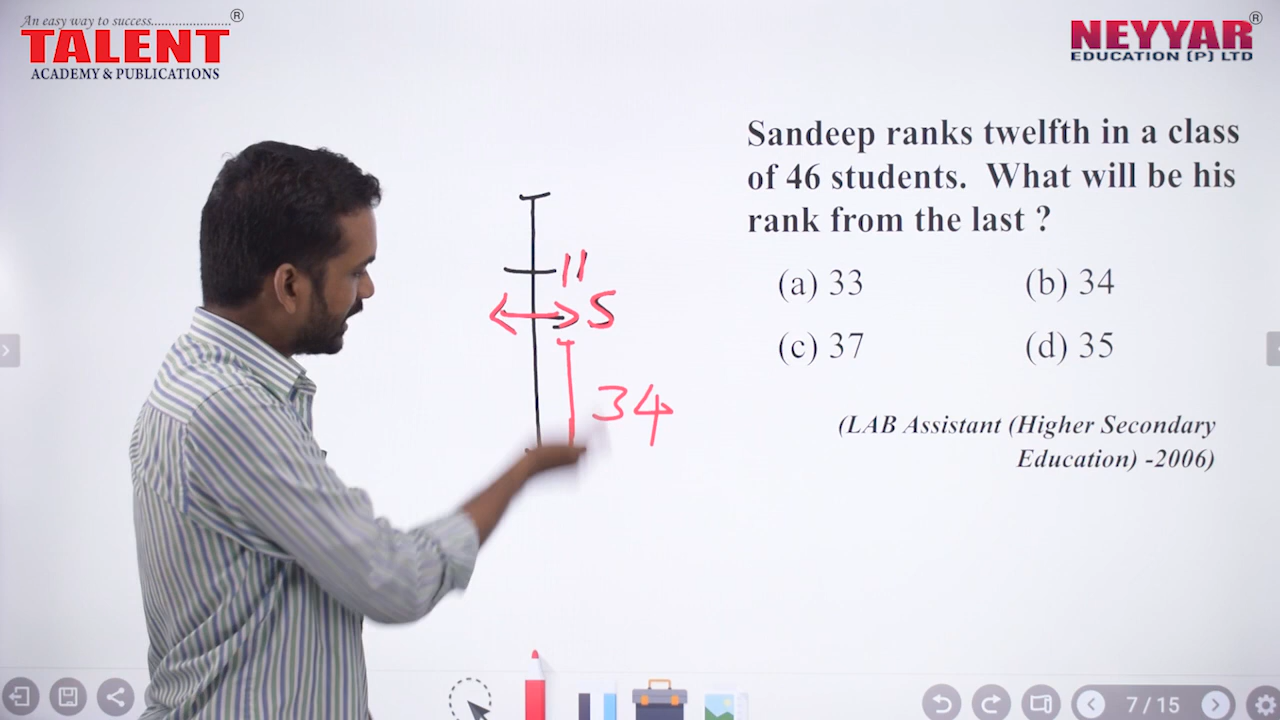 An easy way to success.......................®
TALENT
ACADEMY & PUBLICATIONS
NEYYAR®
EDUCATION (P) LTD
Sandeep ranks twelfth in a class
of 46 students. What will be his
rank from the last ?
(a) 33 (b) 34
(c) 37 (d) 35
(LAB Assistant (Higher Secondary
Education) -2006)
11
S
34
7 / 15